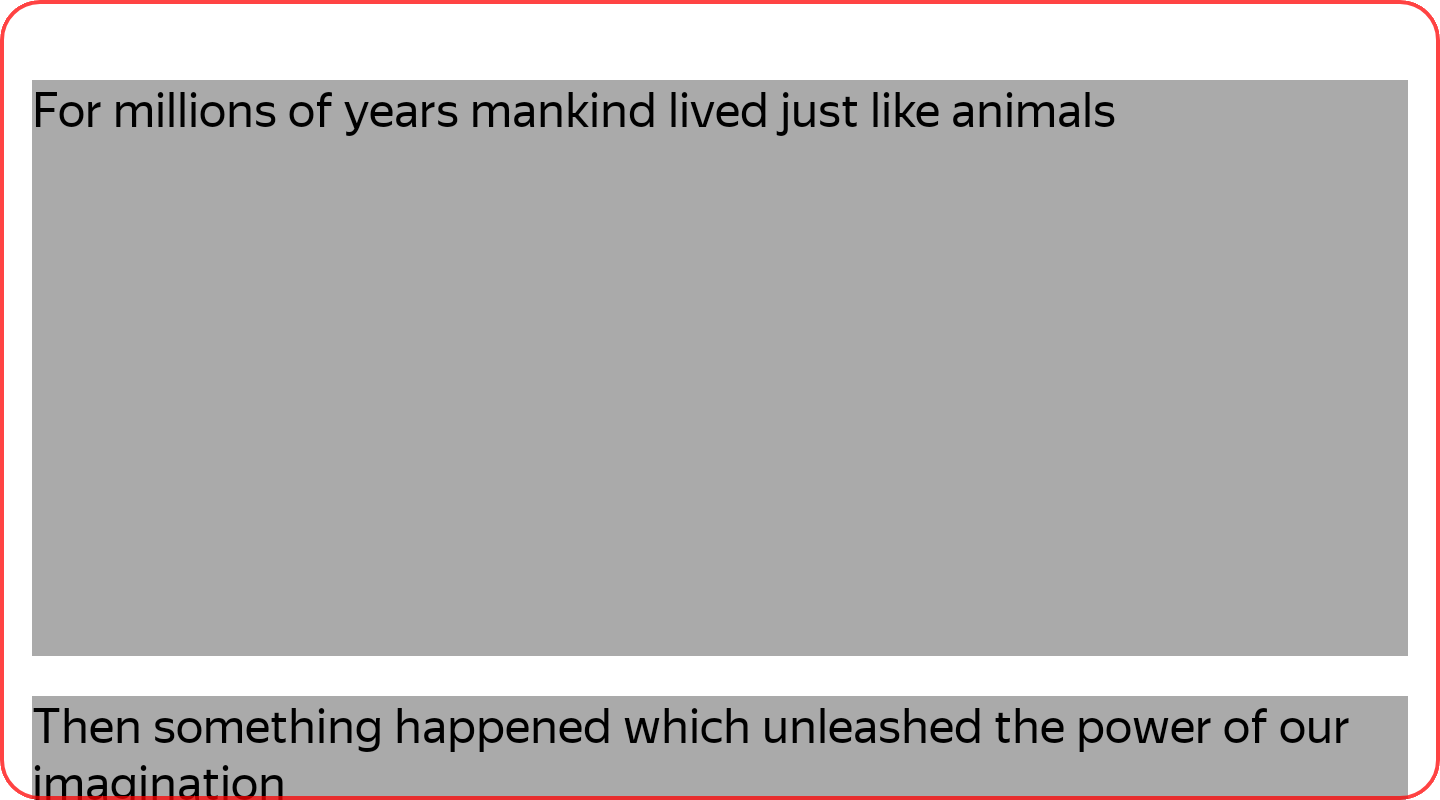 For millions of years mankind lived just like animals
Then something happened which unleashed the power of our
imagination